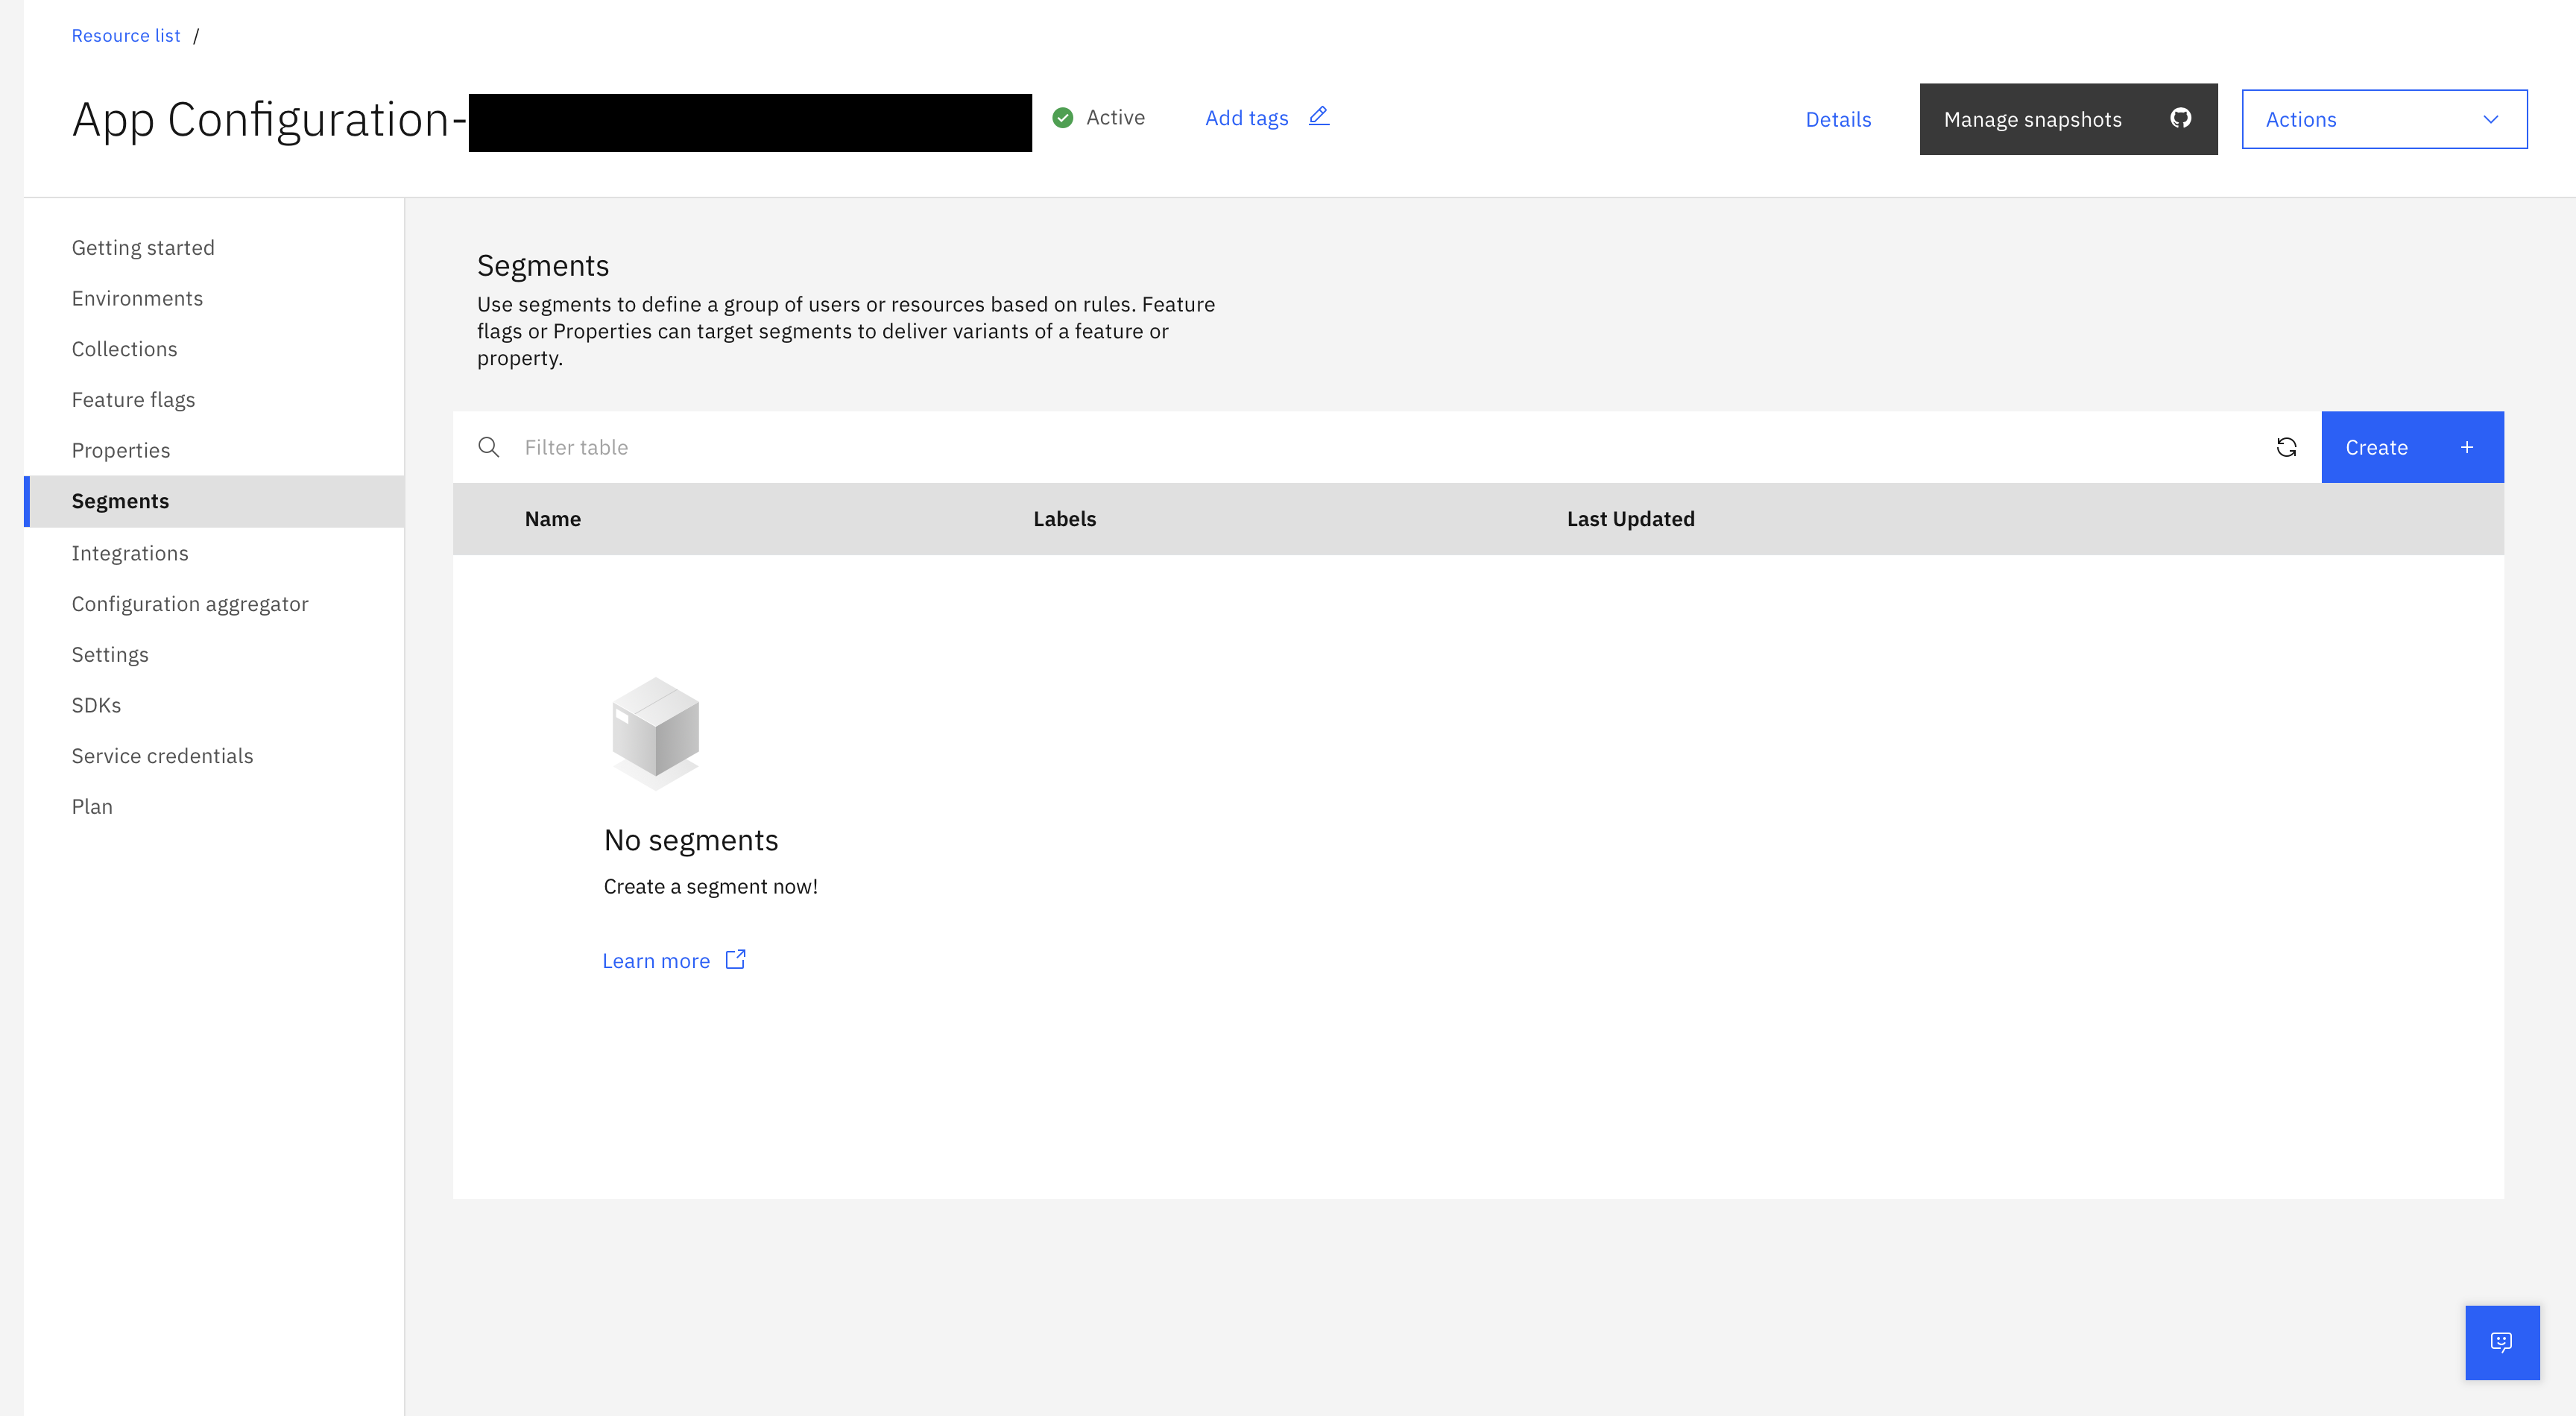 Resource list /
App Configuration-
Active
Add tags
Details
Manage snapshots
Actions
Getting started
Environments
Collections
Feature flags
Properties
Segments
Integrations
Configuration aggregator
Settings
SDKs
Service credentials
Plan
Segments
Use segments to define a group of users or resources based on rules. Feature
flags or Properties can target segments to deliver variants of a feature or
property.
Filter table
Create +
Name Labels Last Updated
No segments
Create a segment now!
Learn more